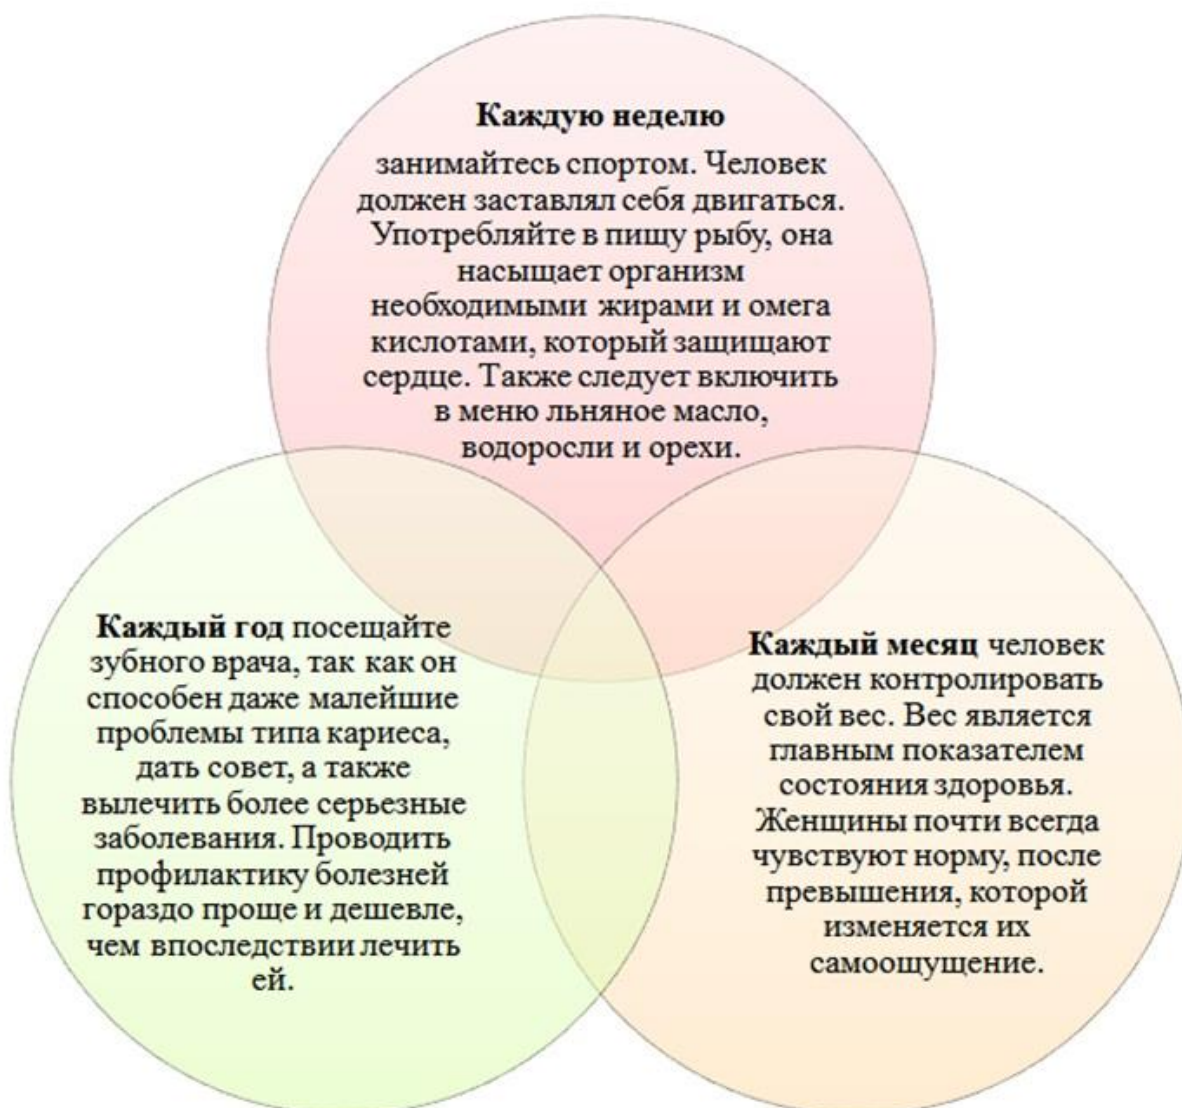 Каждую неделю
занимайтесь спортом. Человек
должен заставлял себя двигаться.
Употребляйте в пищу рыбу, она
насыщает организм
необходимыми жирами и омега
кислотами, который защищают
сердце. Также следует включить
в меню льняное масло,
водоросли и орехи.
Каждый год посещайте
зубного врача, так как он
способен даже малейшие
проблемы типа кариеса,
дать совет, а также
вылечить более серьезные
заболевания. Проводить
профилактику болезней
гораздо проще и дешевле,
чем впоследствии лечить
ей.
Каждый месяц человек
должен контролировать
свой вес. Вес является
главным показателем
состояния здоровья.
Женщины почти всегда
чувствуют норму, после
превышения, которой
изменяется их
самоощущение.